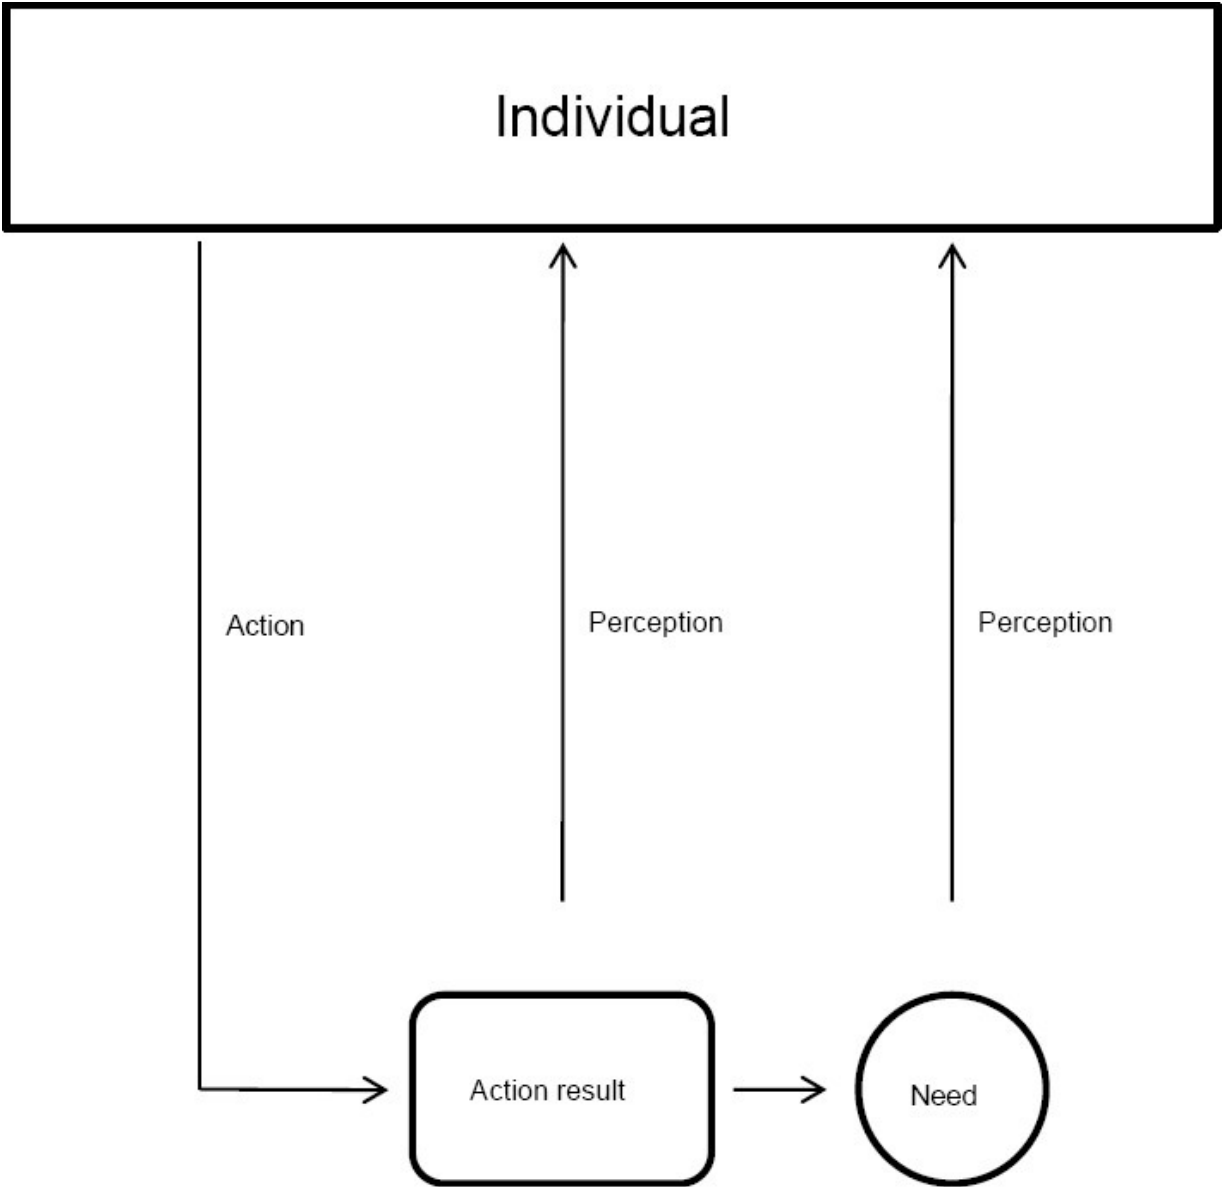 Individual
Action
Perception
Perception
Action result
Need